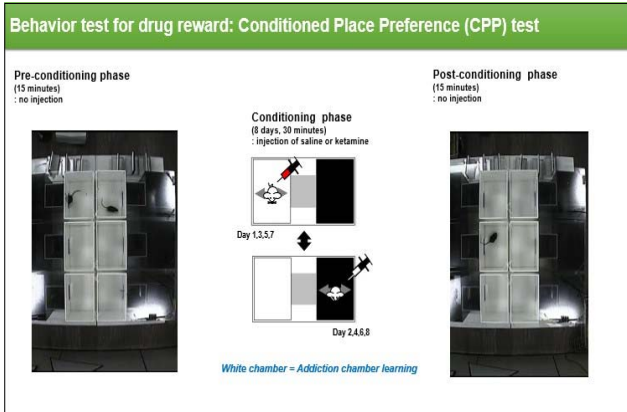 Behavior test for drug reward: Conditioned Place Preference (CPP) test
Pre-conditioning phase
(15 minutes)
: no injection
Conditioning phase
(8 days, 30 minutes)
: injection of saline or ketamine
Day 1,3,5,7
Day 2,4,6,8
White chamber = Addiction chamber learning
Post-conditioning phase
(15 minutes)
: no injection